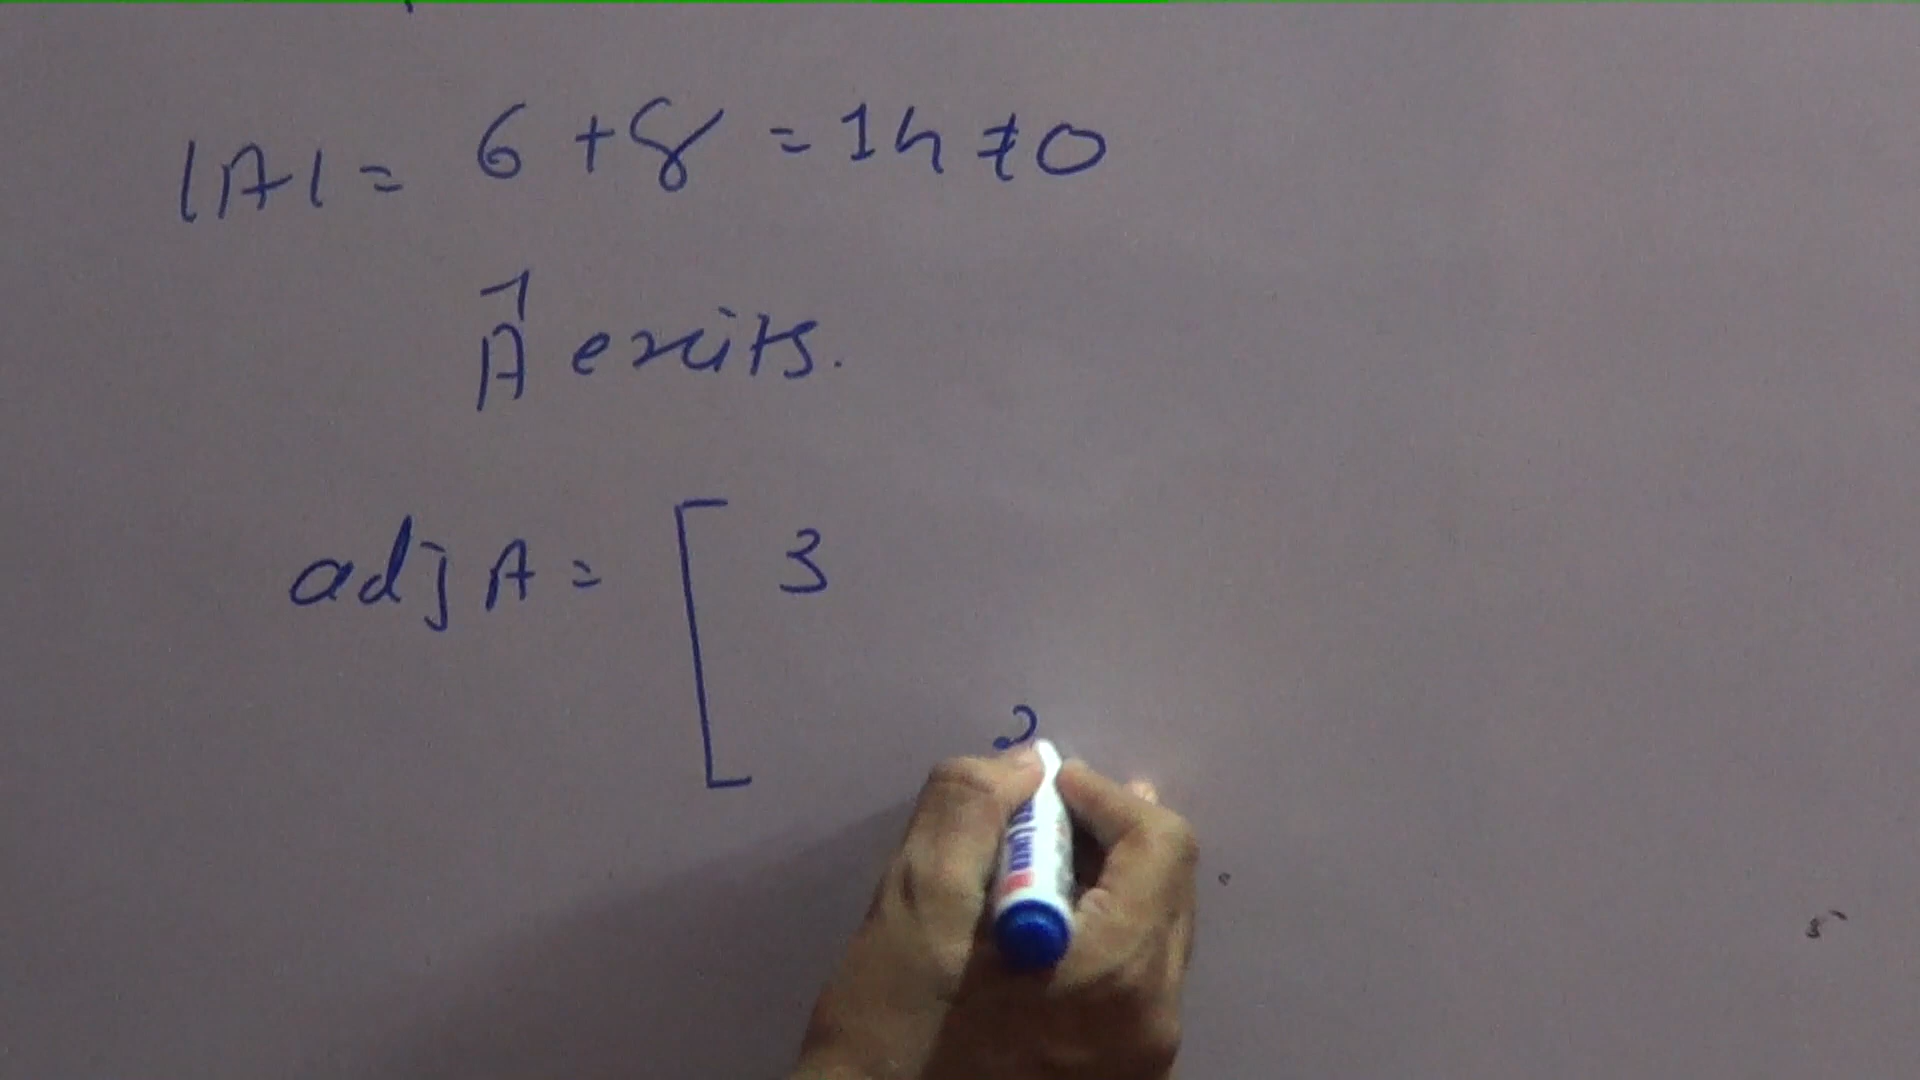 |A| = 6 + 8 = 14 ≠ 0
A⁻¹ exits.
adj A = [ 3
2